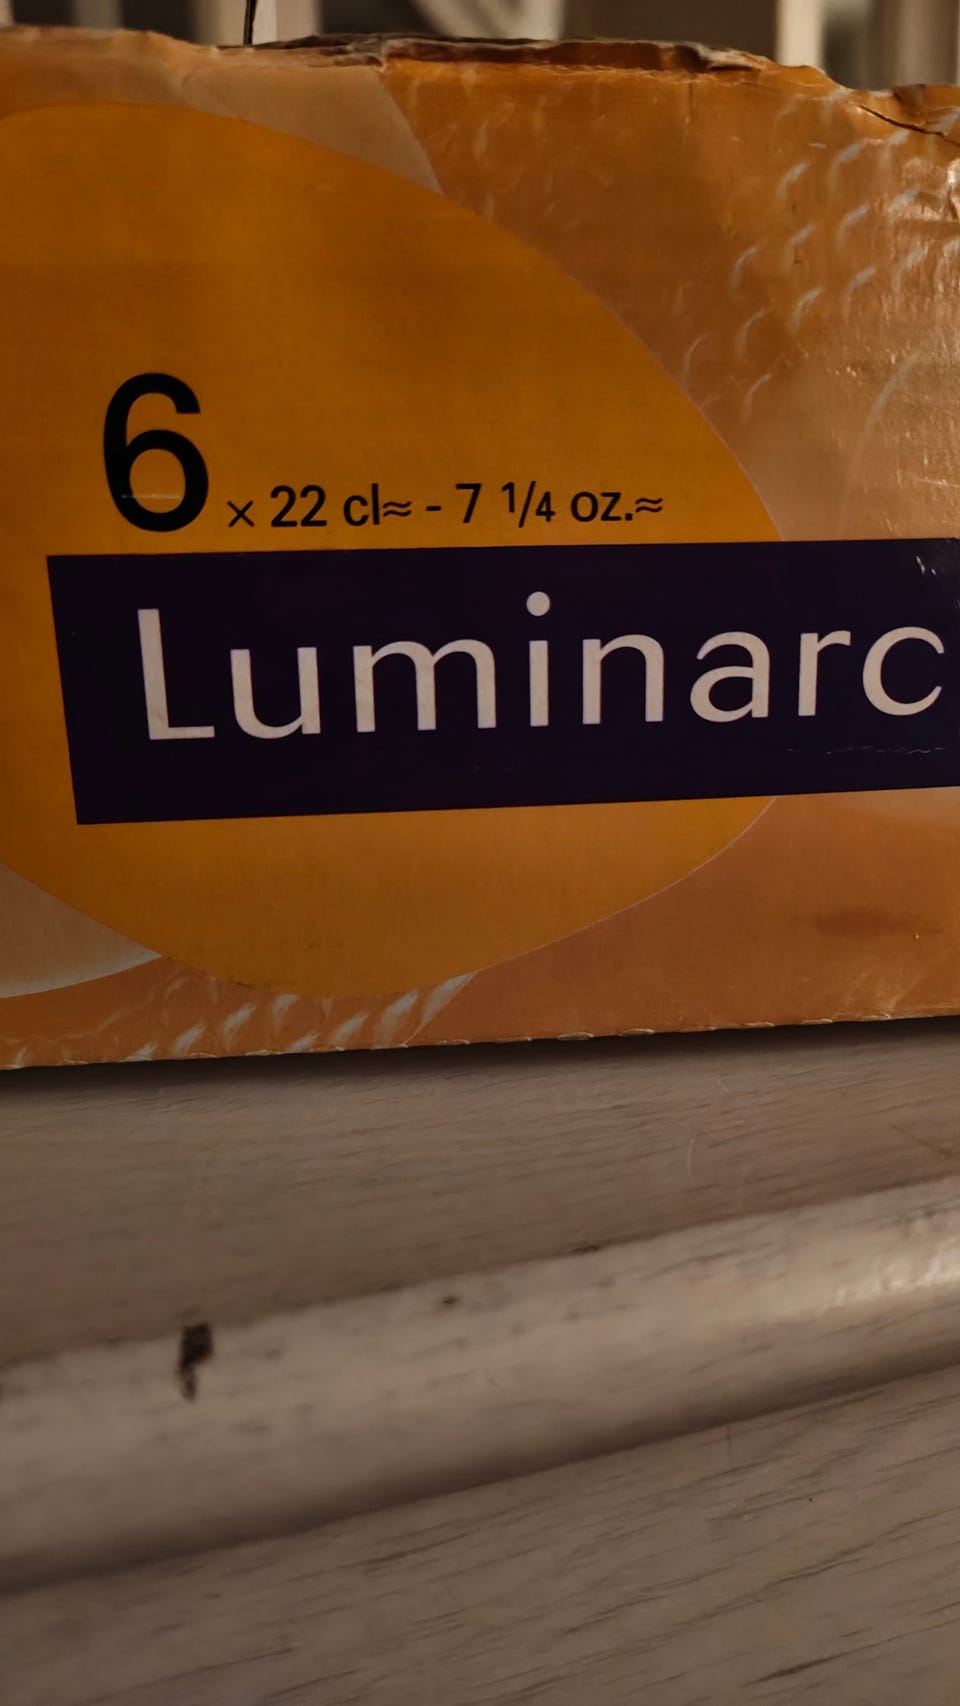 6 x 22 cl≈ - 7 1/4 oz.≈
Luminarc